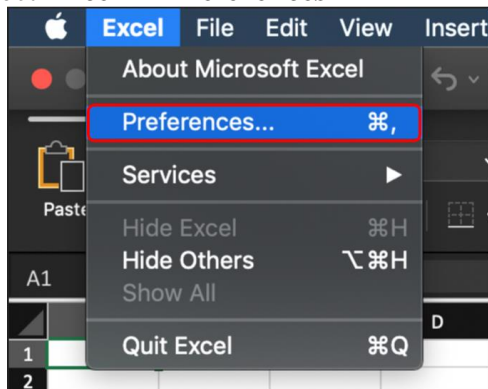 Excel File Edit View Insert
About Microsoft Excel
Preferences... ⌘,
Services ▶
Paste
Hide Excel ⌘H
Hide Others ⌥⌘H
Show All
A1
Quit Excel ⌘Q
D
1
2